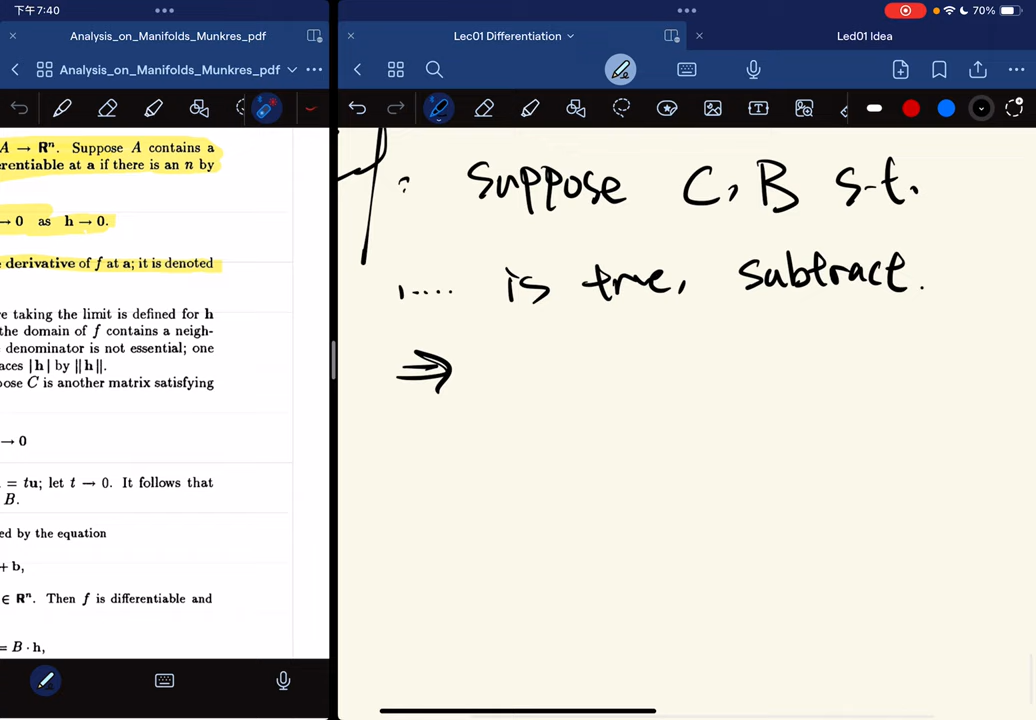 下午7:40
70%
Analysis_on_Manifolds_Munkres_pdf
Lec01 Differentiation
Led01 Idea
Analysis_on_Manifolds_Munkres_pdf
A → Rⁿ. Suppose A contains a
erentiable at a if there is an n by
→ 0 as h → 0.
e derivative of f at a; it is denoted
re taking the limit is defined for h
the domain of f contains a neigh-
denominator is not essential; one
aces |h| by ||h||.
pose C is another matrix satisfying
→ 0
= tu; let t → 0. It follows that
B.
ed by the equation
+ b,
∈ Rⁿ. Then f is differentiable and
= B · h,
: Suppose C, B s.t.
..... is true, subtract.
⇒